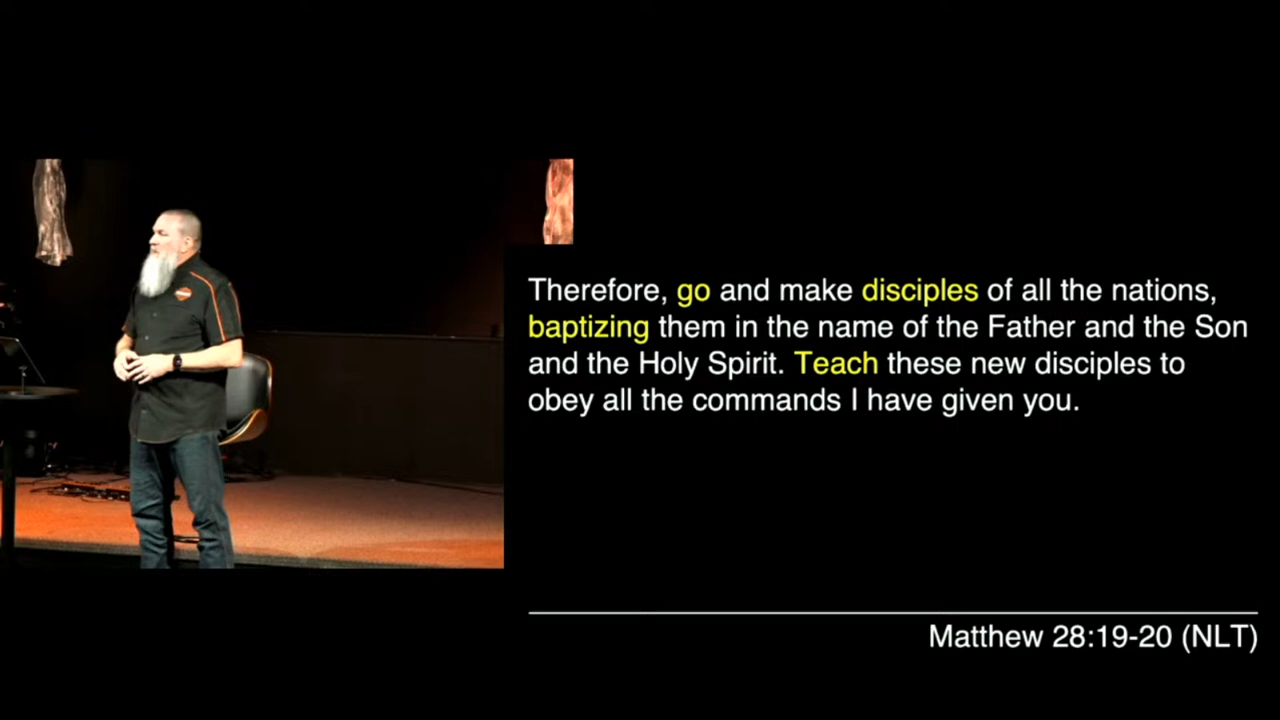 Therefore, go and make disciples of all the nations,
baptizing them in the name of the Father and the Son
and the Holy Spirit. Teach these new disciples to
obey all the commands I have given you.
Matthew 28:19-20 (NLT)